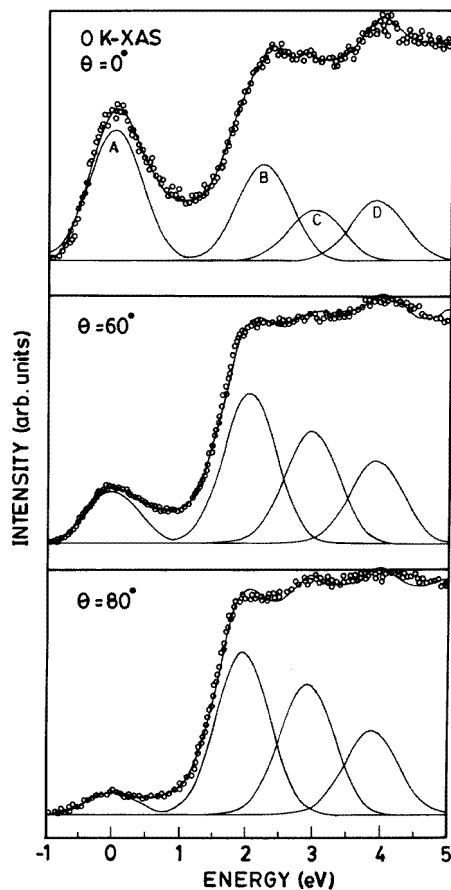 O K-XAS
θ=0°
A
B
C
D
θ=60°
INTENSITY (arb. units)
θ=80°
-1 0 1 2 3 4 5
ENERGY (eV)